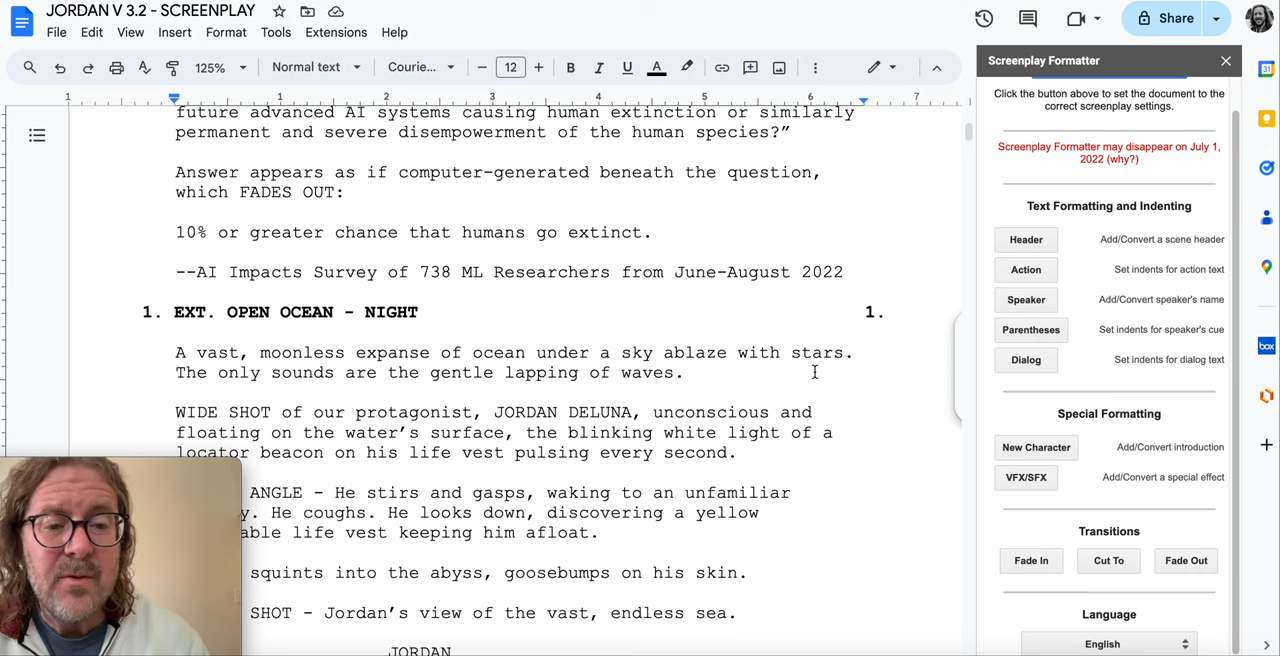 JORDAN V 3.2 - SCREENPLAY
File Edit View Insert Format Tools Extensions Help
Share
125% Normal text Courie... 12 B I U A
1 1 2 3 4 5 6 7
future advanced AI systems causing human extinction or similarly
permanent and severe disempowerment of the human species?”
Answer appears as if computer-generated beneath the question,
which FADES OUT:
10% or greater chance that humans go extinct.
--AI Impacts Survey of 738 ML Researchers from June-August 2022
1. EXT. OPEN OCEAN - NIGHT 1.
A vast, moonless expanse of ocean under a sky ablaze with stars.
The only sounds are the gentle lapping of waves.
WIDE SHOT of our protagonist, JORDAN DELUNA, unconscious and
floating on the water’s surface, the blinking white light of a
locator beacon on his life vest pulsing every second.
ANGLE - He stirs and gasps, waking to an unfamiliar
y. He coughs. He looks down, discovering a yellow
able life vest keeping him afloat.
squints into the abyss, goosebumps on his skin.
SHOT - Jordan’s view of the vast, endless sea.
JORDAN
Screenplay Formatter
Click the button above to set the document to the
correct screenplay settings.
Screenplay Formatter may disappear on July 1,
2022 (why?)
Text Formatting and Indenting
Header Add/Convert a scene header
Action Set indents for action text
Speaker Add/Convert speaker's name
Parentheses Set indents for speaker's cue
Dialog Set indents for dialog text
Special Formatting
New Character Add/Convert introduction
VFX/SFX Add/Convert a special effect
Transitions
Fade In Cut To Fade Out
Language
English
31
box